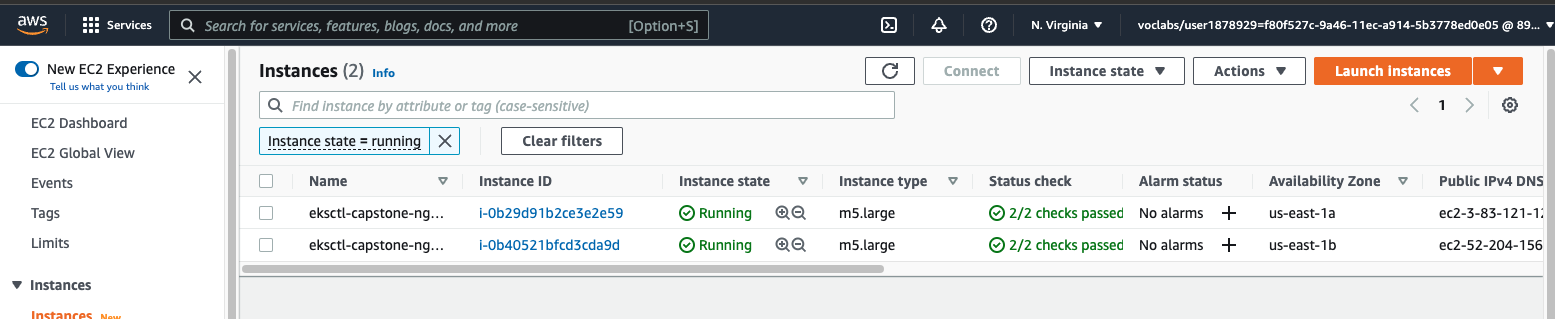 aws Services Search for services, features, blogs, docs, and more [Option+S] N. Virginia voclabs/user1878929=f80f527c-9a46-11ec-a914-5b3778ed0e05 @ 89...
New EC2 Experience
Tell us what you think
EC2 Dashboard
EC2 Global View
Events
Tags
Limits
Instances
Instances New
Instances (2) Info Connect Instance state Actions Launch instances
Find instance by attribute or tag (case-sensitive) 1
Instance state = running Clear filters
Name Instance ID Instance state Instance type Status check Alarm status Availability Zone Public IPv4 DNS
eksctl-capstone-ng... i-0b29d91b2ce3e2e59 Running m5.large 2/2 checks passed No alarms + us-east-1a ec2-3-83-121-12
eksctl-capstone-ng... i-0b40521bfcd3cda9d Running m5.large 2/2 checks passed No alarms + us-east-1b ec2-52-204-156